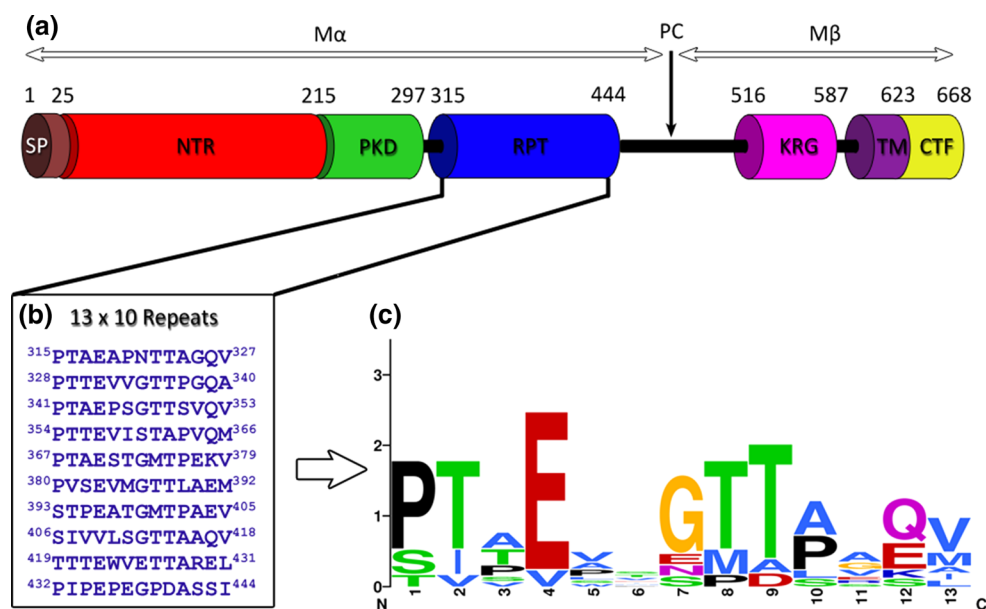 (a)
Mα PC Mβ
1 25 215 297 315 444 516 587 623 668
SP NTR PKD RPT KRG TM CTF
(b) 13 x 10 Repeats
315PTAEAPNTTAGQV327
328PTTEVVGTTPGQA340
341PTAEPSGTTSVQV353
354PTTEVISTAPVQM366
367PTAESTGMTPEKV379
380PVSEVMGTTLAEM392
393STPEATGMTPAEV405
406SIVVLSGTTAAQV418
419TTTEWVETTAREL431
432PIPEPEGPDASSI444
(c)
3
2
1
0
P T A E V G T T A A Q V
S I T V A E M A P G E M
T V P P N P D L V K I
S S S S
N 1 2 3 4 5 6 7 8 9 10 11 12 13 C